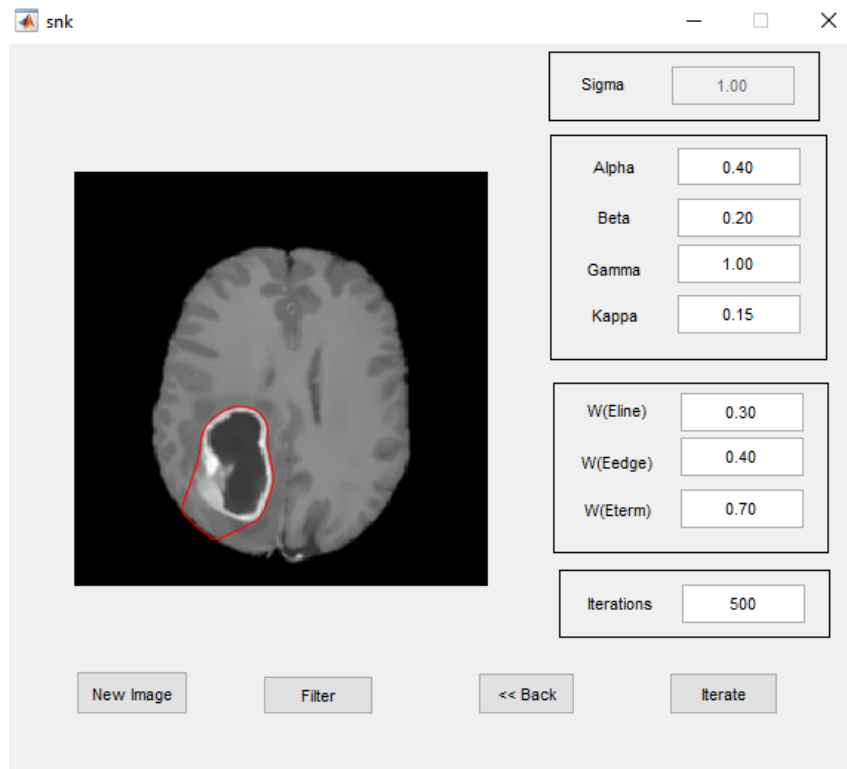 snk
Sigma 1.00
Alpha 0.40
Beta 0.20
Gamma 1.00
Kappa 0.15
W(Eline) 0.30
W(Eedge) 0.40
W(Eterm) 0.70
Iterations 500
New Image Filter << Back Iterate